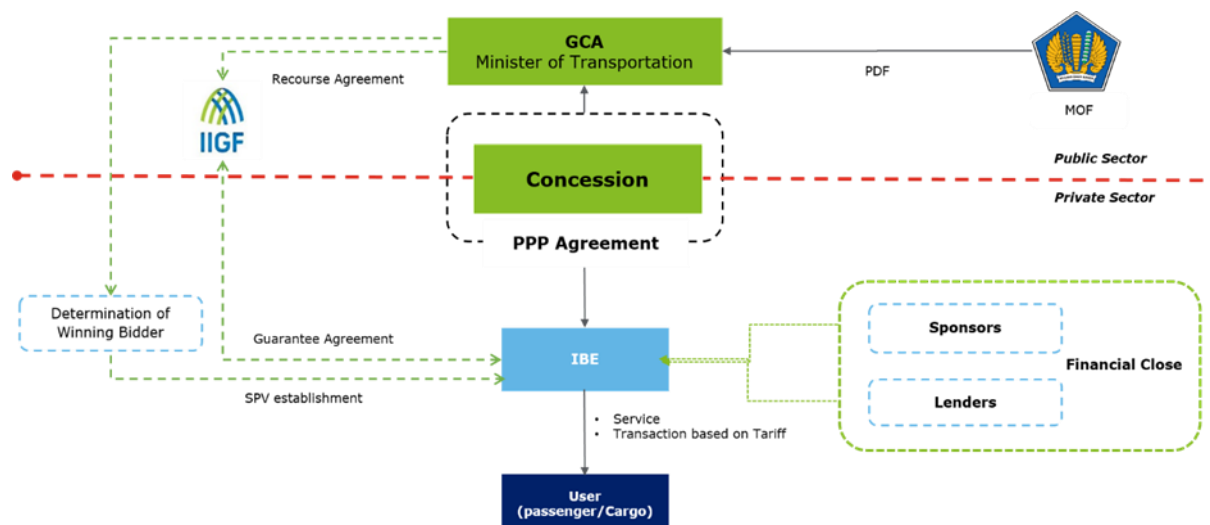 GCA
Minister of Transportation
Recourse Agreement
PDF
IIGF
MOF
Public Sector
Concession
Private Sector
PPP Agreement
Determination of
Winning Bidder
Sponsors
Guarantee Agreement
IBE
Financial Close
SPV establishment
Lenders
• Service
• Transaction based on Tariff
User
(passenger/Cargo)